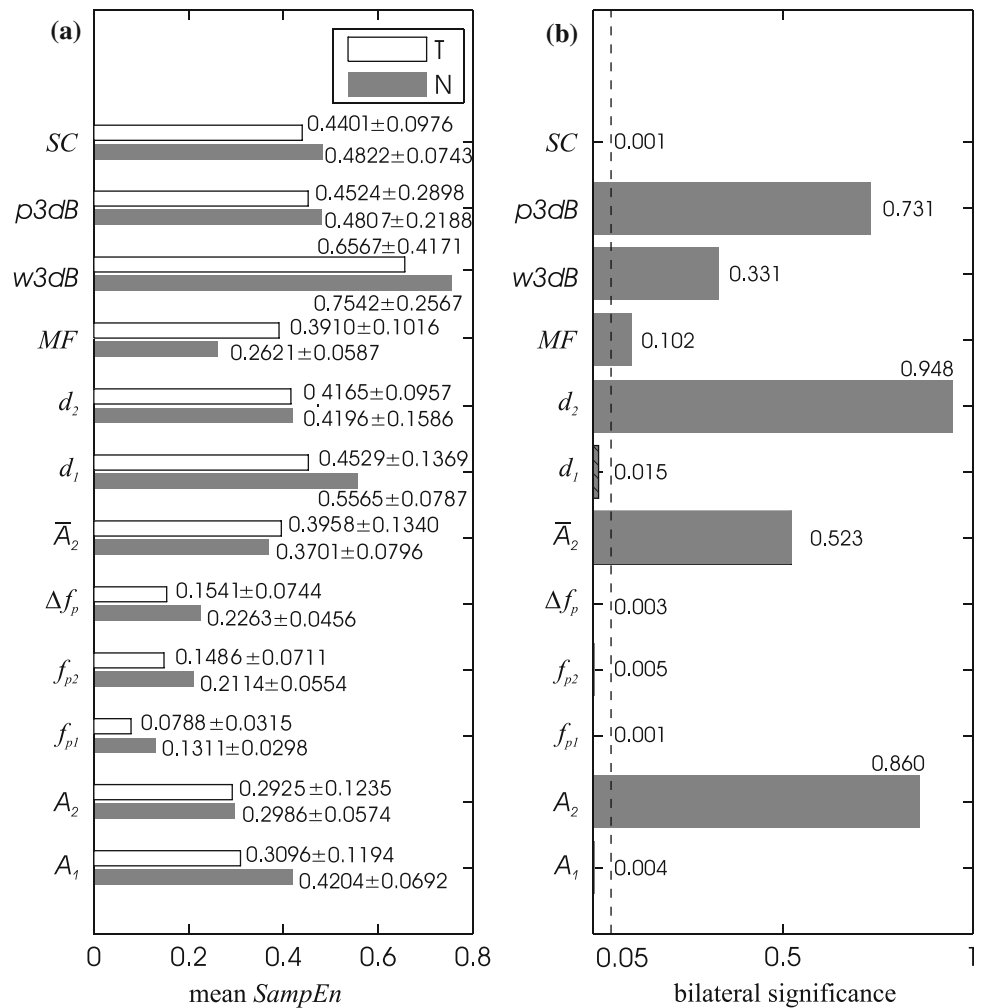 (a)
T
N
SC
0.4401±0.0976
0.4822±0.0743
p3dB
0.4524±0.2898
0.4807±0.2188
w3dB
0.6567±0.4171
0.7542±0.2567
MF
0.3910±0.1016
0.2621±0.0587
d₂
0.4165±0.0957
0.4196±0.1586
d₁
0.4529±0.1369
0.5565±0.0787
A̅₂
0.3958±0.1340
0.3701±0.0796
Δfₚ
0.1541±0.0744
0.2263±0.0456
fₚ₂
0.1486±0.0711
0.2114±0.0554
fₚ₁
0.0788±0.0315
0.1311±0.0298
A₂
0.2925±0.1235
0.2986±0.0574
A₁
0.3096±0.1194
0.4204±0.0692
0 0.2 0.4 0.6 0.8
mean SampEn
(b)
SC 0.001
p3dB 0.731
w3dB 0.331
MF 0.102
d₂ 0.948
d₁ 0.015
A̅₂ 0.523
Δfₚ 0.003
fₚ₂ 0.005
fₚ₁ 0.001
A₂ 0.860
A₁ 0.004
0.05 0.5 1
bilateral significance